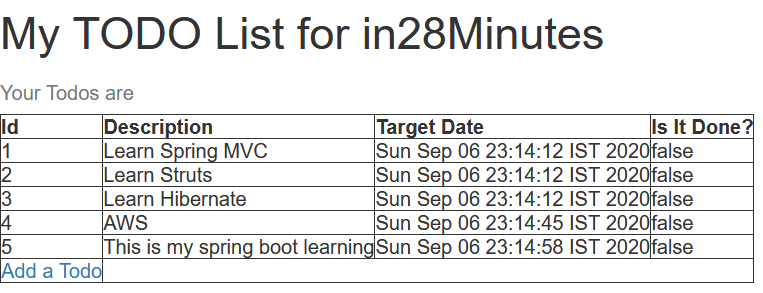 My TODO List for in28Minutes
Your Todos are
Id Description Target Date Is It Done?
1 Learn Spring MVC Sun Sep 06 23:14:12 IST 2020 false
2 Learn Struts Sun Sep 06 23:14:12 IST 2020 false
3 Learn Hibernate Sun Sep 06 23:14:12 IST 2020 false
4 AWS Sun Sep 06 23:14:45 IST 2020 false
5 This is my spring boot learning Sun Sep 06 23:14:58 IST 2020 false
Add a Todo